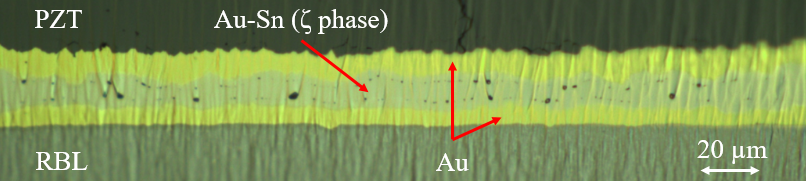 PZT
Au-Sn (ζ phase)
RBL
Au
20 µm